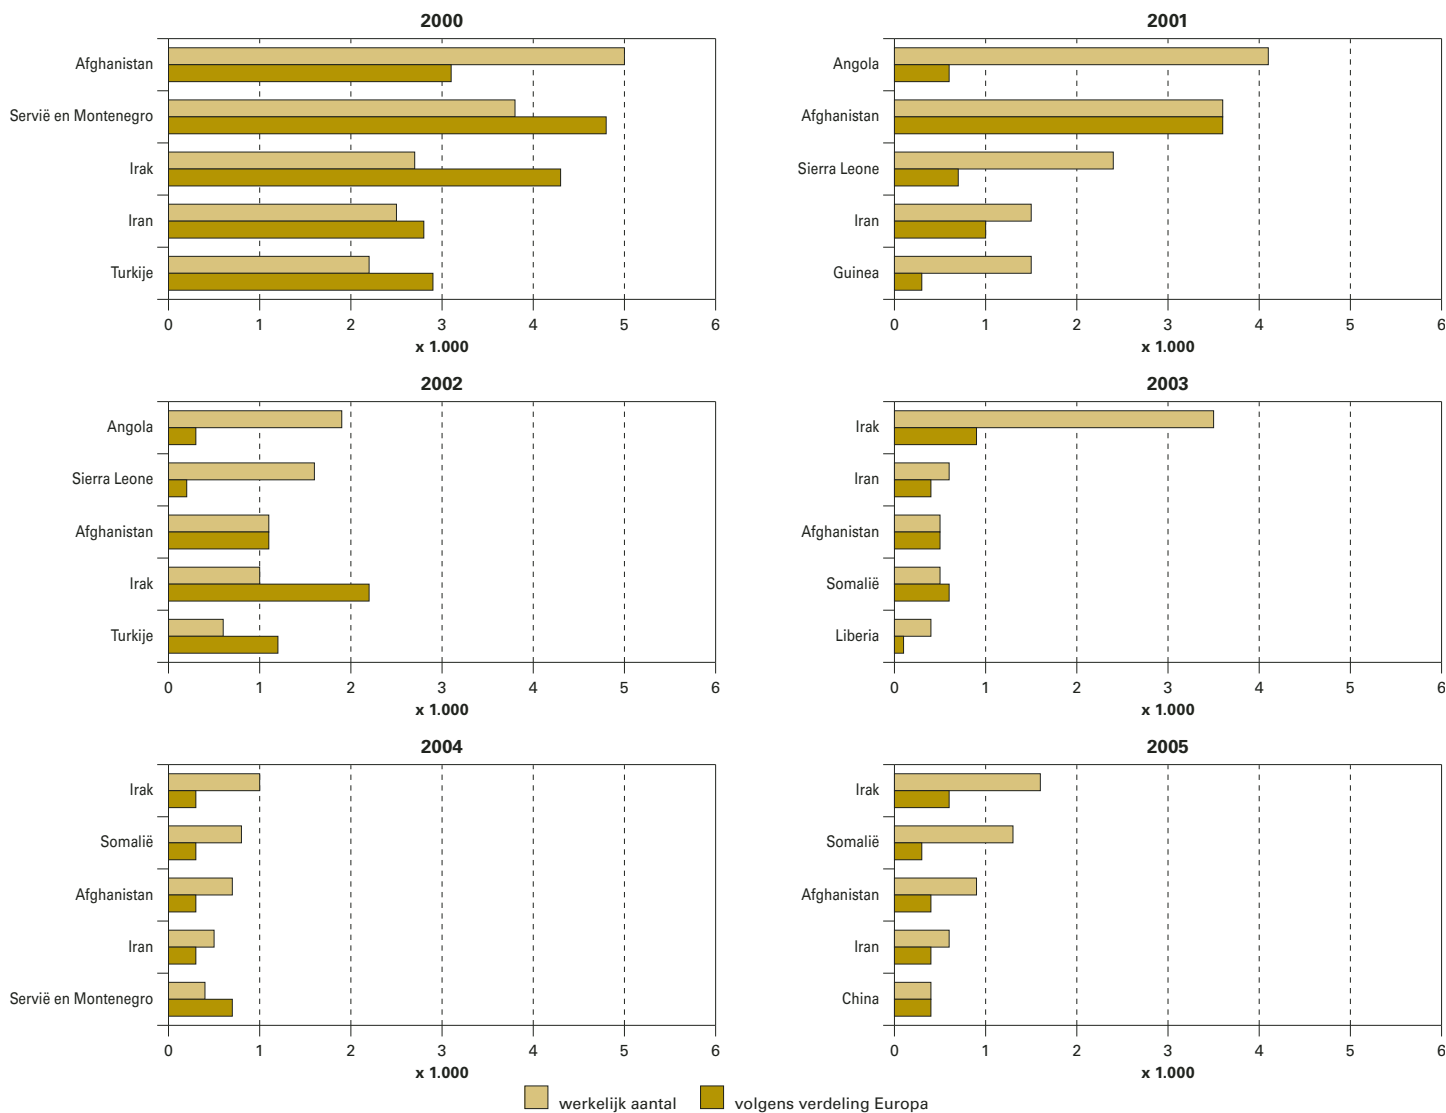 2000
Afghanistan
Servië en Montenegro
Irak
Iran
Turkije
0 1 2 3 4 5 6
x 1.000
2001
Angola
Afghanistan
Sierra Leone
Iran
Guinea
0 1 2 3 4 5 6
x 1.000
2002
Angola
Sierra Leone
Afghanistan
Irak
Turkije
0 1 2 3 4 5 6
x 1.000
2003
Irak
Iran
Afghanistan
Somalië
Liberia
0 1 2 3 4 5 6
x 1.000
2004
Irak
Somalië
Afghanistan
Iran
Servië en Montenegro
0 1 2 3 4 5 6
x 1.000
2005
Irak
Somalië
Afghanistan
Iran
China
0 1 2 3 4 5 6
x 1.000
werkelijk aantal volgens verdeling Europa